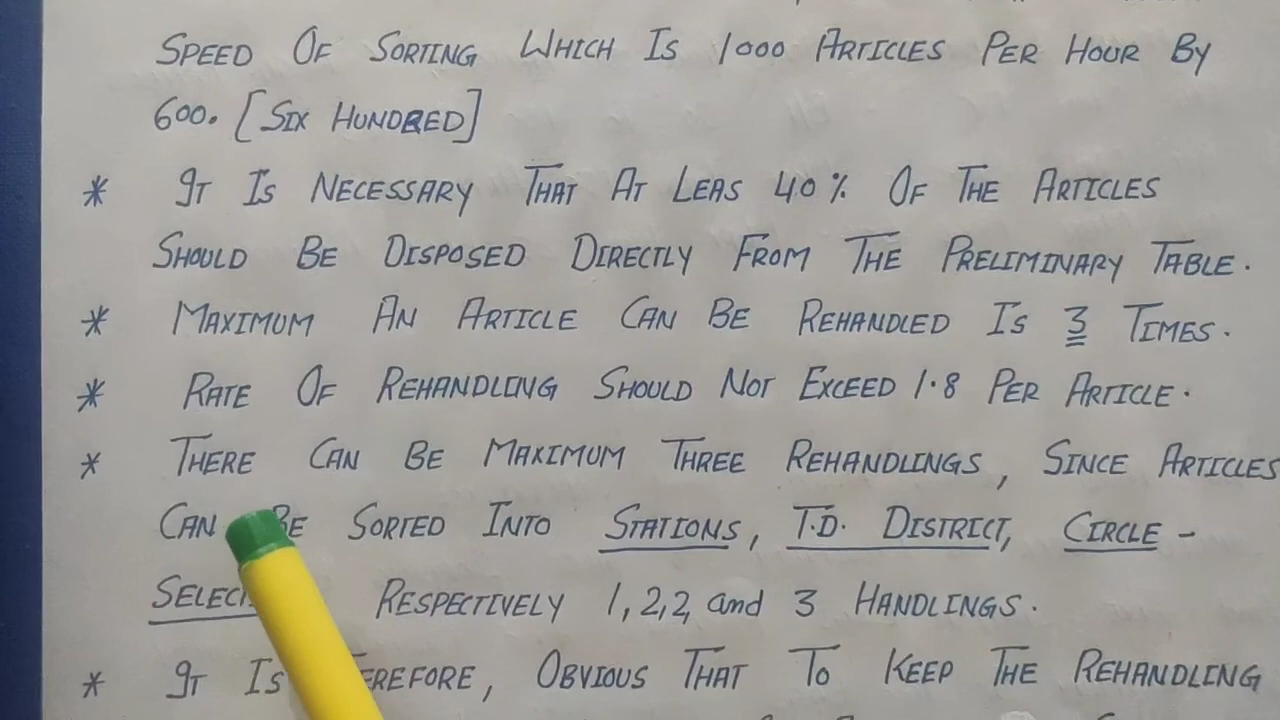 SPEED OF SORTING WHICH IS 1000 ARTICLES PER HOUR BY
600. [SIX HUNDRED]
* IT IS NECESSARY THAT AT LEAS 40% OF THE ARTICLES
SHOULD BE DISPOSED DIRECTLY FROM THE PRELIMINARY TABLE.
* MAXIMUM AN ARTICLE CAN BE REHANDLED IS 3 TIMES.
* RATE OF REHANDLING SHOULD NOT EXCEED 1.8 PER ARTICLE.
* THERE CAN BE MAXIMUM THREE REHANDLINGS, SINCE ARTICLES
CAN BE SORTED INTO STATIONS, T.D. DISTRICT, CIRCLE -
RESPECTIVELY 1, 2, 2, and 3 HANDLINGS.
* IT IS THEREFORE, OBVIOUS THAT TO KEEP THE REHANDLING